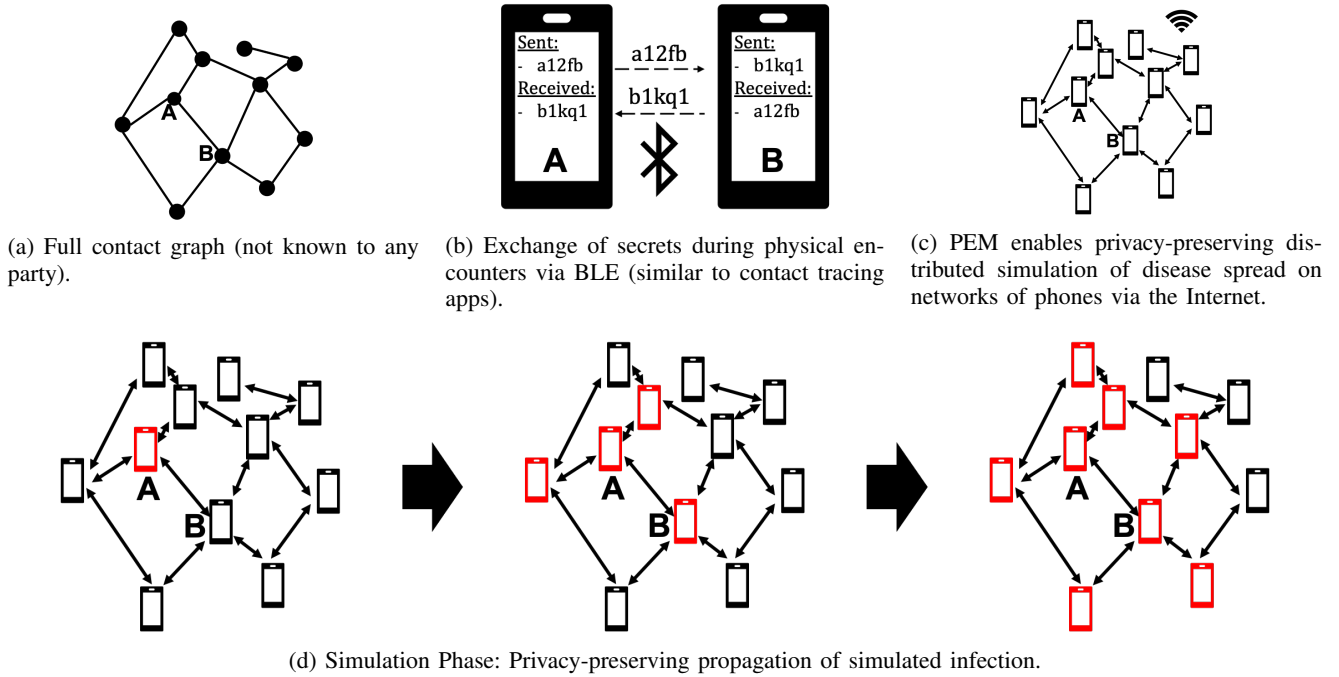 A
B
Sent:
- a12fb
Received:
- b1kq1
A
a12fb
b1kq1
Sent:
- b1kq1
Received:
- a12fb
B
A
B
(a) Full contact graph (not known to any
party).
(b) Exchange of secrets during physical en-
counters via BLE (similar to contact tracing
apps).
(c) PEM enables privacy-preserving dis-
tributed simulation of disease spread on
networks of phones via the Internet.
A
B
A
B
A
B
(d) Simulation Phase: Privacy-preserving propagation of simulated infection.